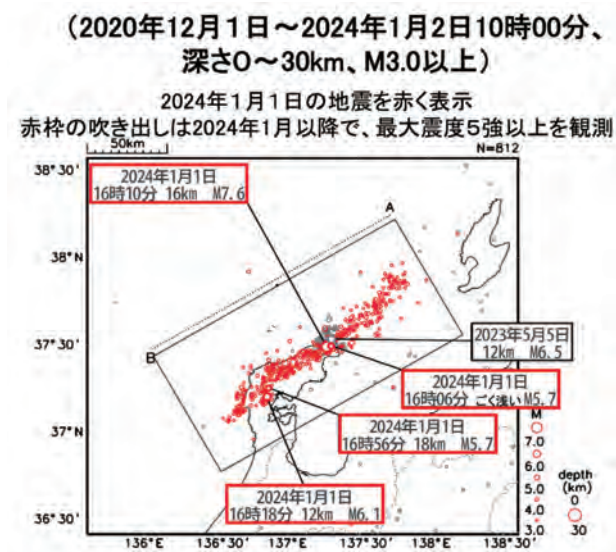 (2020年12月1日～2024年1月2日10時00分、
深さ0～30km、M3.0以上)
2024年1月1日の地震を赤く表示
赤枠の吹き出しは2024年1月以降で、最大震度5強以上を観測
50km
N=812
38°30'
38°N
37°30'
37°N
36°30'
2024年1月1日
16時10分 16km M7.6
A
B
2023年5月5日
12km M6.5
2024年1月1日
16時06分 ごく浅い M5.7
2024年1月1日
16時56分 18km M5.7
2024年1月1日
16時18分 12km M6.1
M
7.0
6.0
5.0
4.0
3.0
depth
(km)
0
30
136°E
136°30'
137°E
137°30'
138°E
138°30'